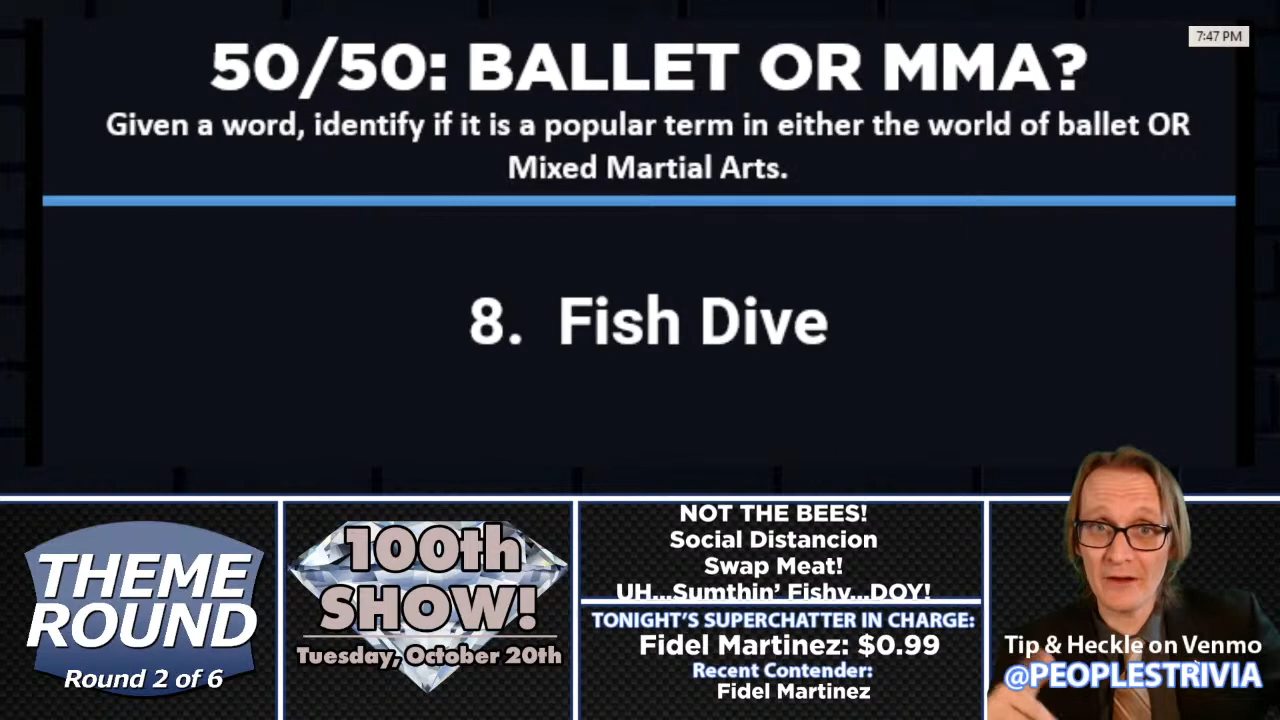 7:47 PM
50/50: BALLET OR MMA?
Given a word, identify if it is a popular term in either the world of ballet OR
Mixed Martial Arts.
8. Fish Dive
THEME
ROUND
Round 2 of 6
100th
SHOW!
Tuesday, October 20th
NOT THE BEES!
Social Distancion
Swap Meat!
UH...Sumthin' Fishy...DOY!
TONIGHT'S SUPERCHATTER IN CHARGE:
Fidel Martinez: $0.99
Recent Contender:
Fidel Martinez
Tip & Heckle on Venmo
@PEOPLESTRIVIA